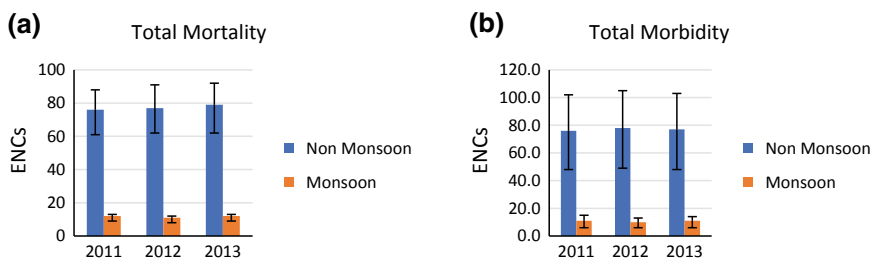 (a)
Total Mortality
ENCs
100
80
60
40
20
0
2011 2012 2013
Non Monsoon
Monsoon
(b)
Total Morbidity
ENCs
120.0
100.0
80.0
60.0
40.0
20.0
0.0
2011 2012 2013
Non Monsoon
Monsoon